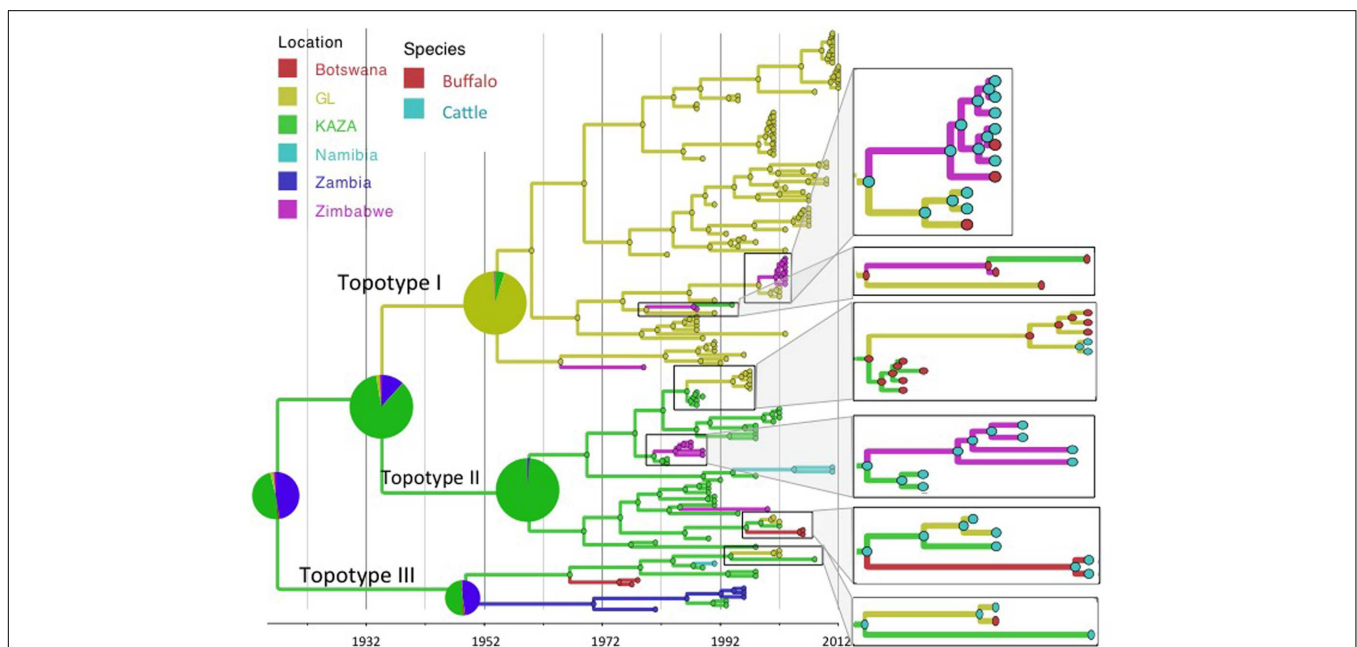 Location
Botswana
GL
KAZA
Namibia
Zambia
Zimbabwe
Species
Buffalo
Cattle
Topotype I
Topotype II
Topotype III
1932 1952 1972 1992 2012